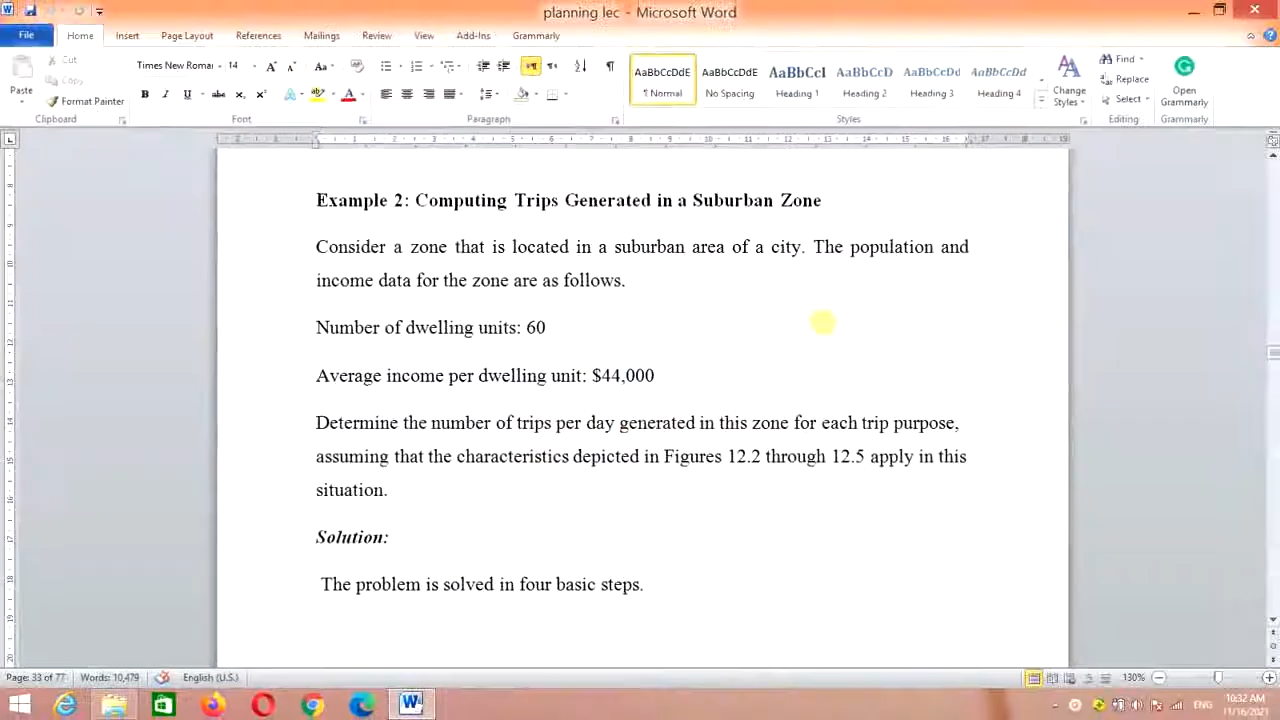 planning lec - Microsoft Word
File Home Insert Page Layout References Mailings Review View Add-Ins Grammarly
Paste
Cut
Copy
Format Painter
Clipboard
Times New Roma 14
Font
Paragraph
AaBbCcDdE AaBbCcDdE AaBbCcI AaBbCcD AaBbCcDd AaBbCcDd
¶ Normal No Spacing Heading 1 Heading 2 Heading 3 Heading 4
Styles
Change Styles
Find
Replace
Select
Editing
Open Grammarly
Grammarly
Example 2: Computing Trips Generated in a Suburban Zone
Consider a zone that is located in a suburban area of a city. The population and
income data for the zone are as follows.
Number of dwelling units: 60
Average income per dwelling unit: $44,000
Determine the number of trips per day generated in this zone for each trip purpose,
assuming that the characteristics depicted in Figures 12.2 through 12.5 apply in this
situation.
Solution:
The problem is solved in four basic steps.
Page: 33 of 77 Words: 10,479 English (U.S.) 130%
ENG 10:32 AM
11/16/2021